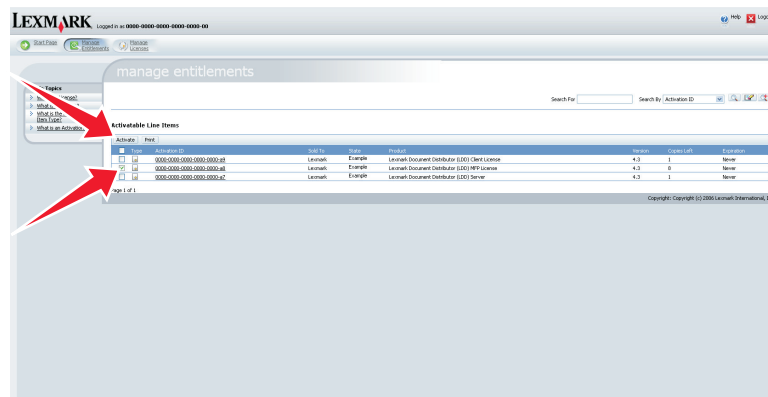 LEXMARK Logged in as 0000-0000-0000-0000-0000-00
Help
Start Page Manage Entitlements Manage Licenses
manage entitlements
Topics
What is the
Item Type?
What is an
Search For Search By Activation ID
Activatable Line Items
Activate Print
Type Activation ID Sold To State Product Version Copies Left Expiration
0000-0000-0000-0000-0000-a9 Lexmark Example Lexmark Document Distributor (LDD) Client License 4.3 1 Never
0000-0000-0000-0000-0000-a8 Lexmark Example Lexmark Document Distributor (LDD) MFP License 4.3 8 Never
0000-0000-0000-0000-0000-a7 Lexmark Example Lexmark Document Distributor (LDD) Server 4.3 1 Never
Page 1 of 1
Copyright: Copyright (c) 2006 Lexmark International,